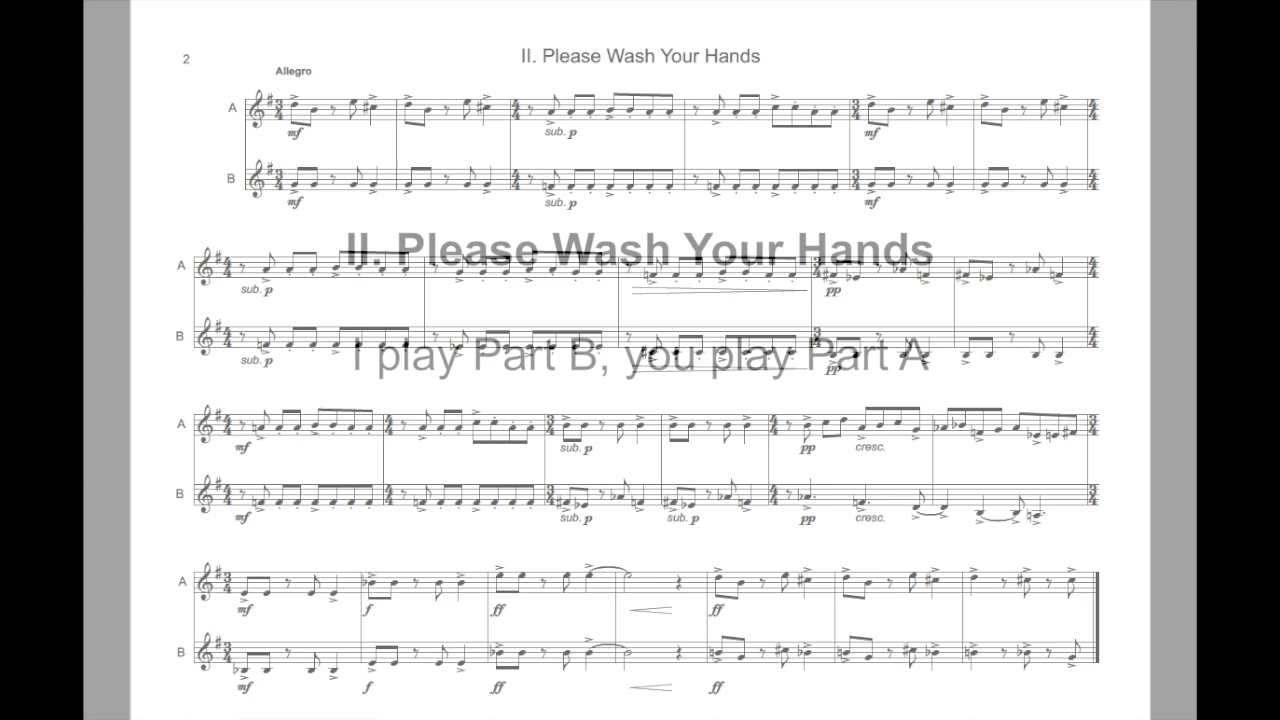 2
II. Please Wash Your Hands
Allegro
A
mf
sub. p
mf
B
mf
sub. p
mf
II. Please Wash Your Hands
A
sub. p
pp
I play Part B, you play Part A
B
sub. p
pp
A
mf
sub. p
pp
cresc.
B
mf
sub. p
sub. p
pp
cresc.
A
mf
f
ff
ff
B
mf
f
ff
ff